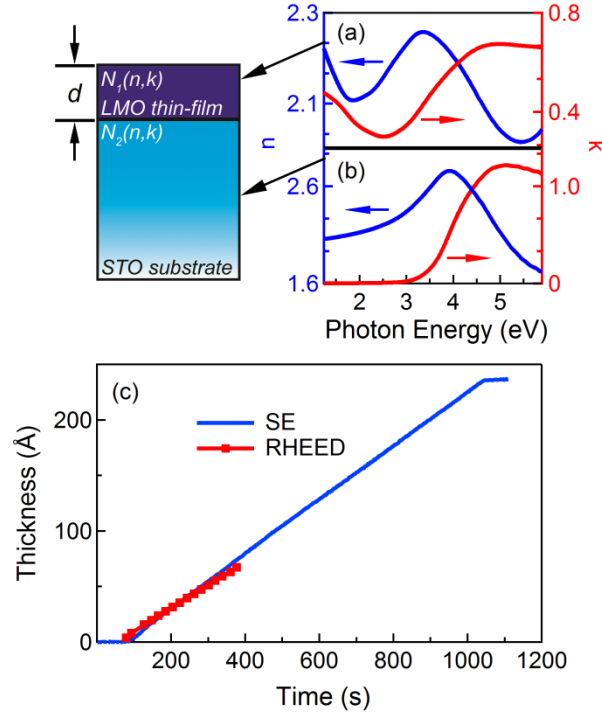 2.3
(a)
0.8
d
N1(n,k)
LMO thin-film
N2(n,k)
STO substrate
2.1
0.4
n
k
(b)
2.6
1.0
1.6
0
2 3 4 5
Photon Energy (eV)
(c)
SE
RHEED
200
100
0
Thickness (Å)
200 400 600 800 1000 1200
Time (s)